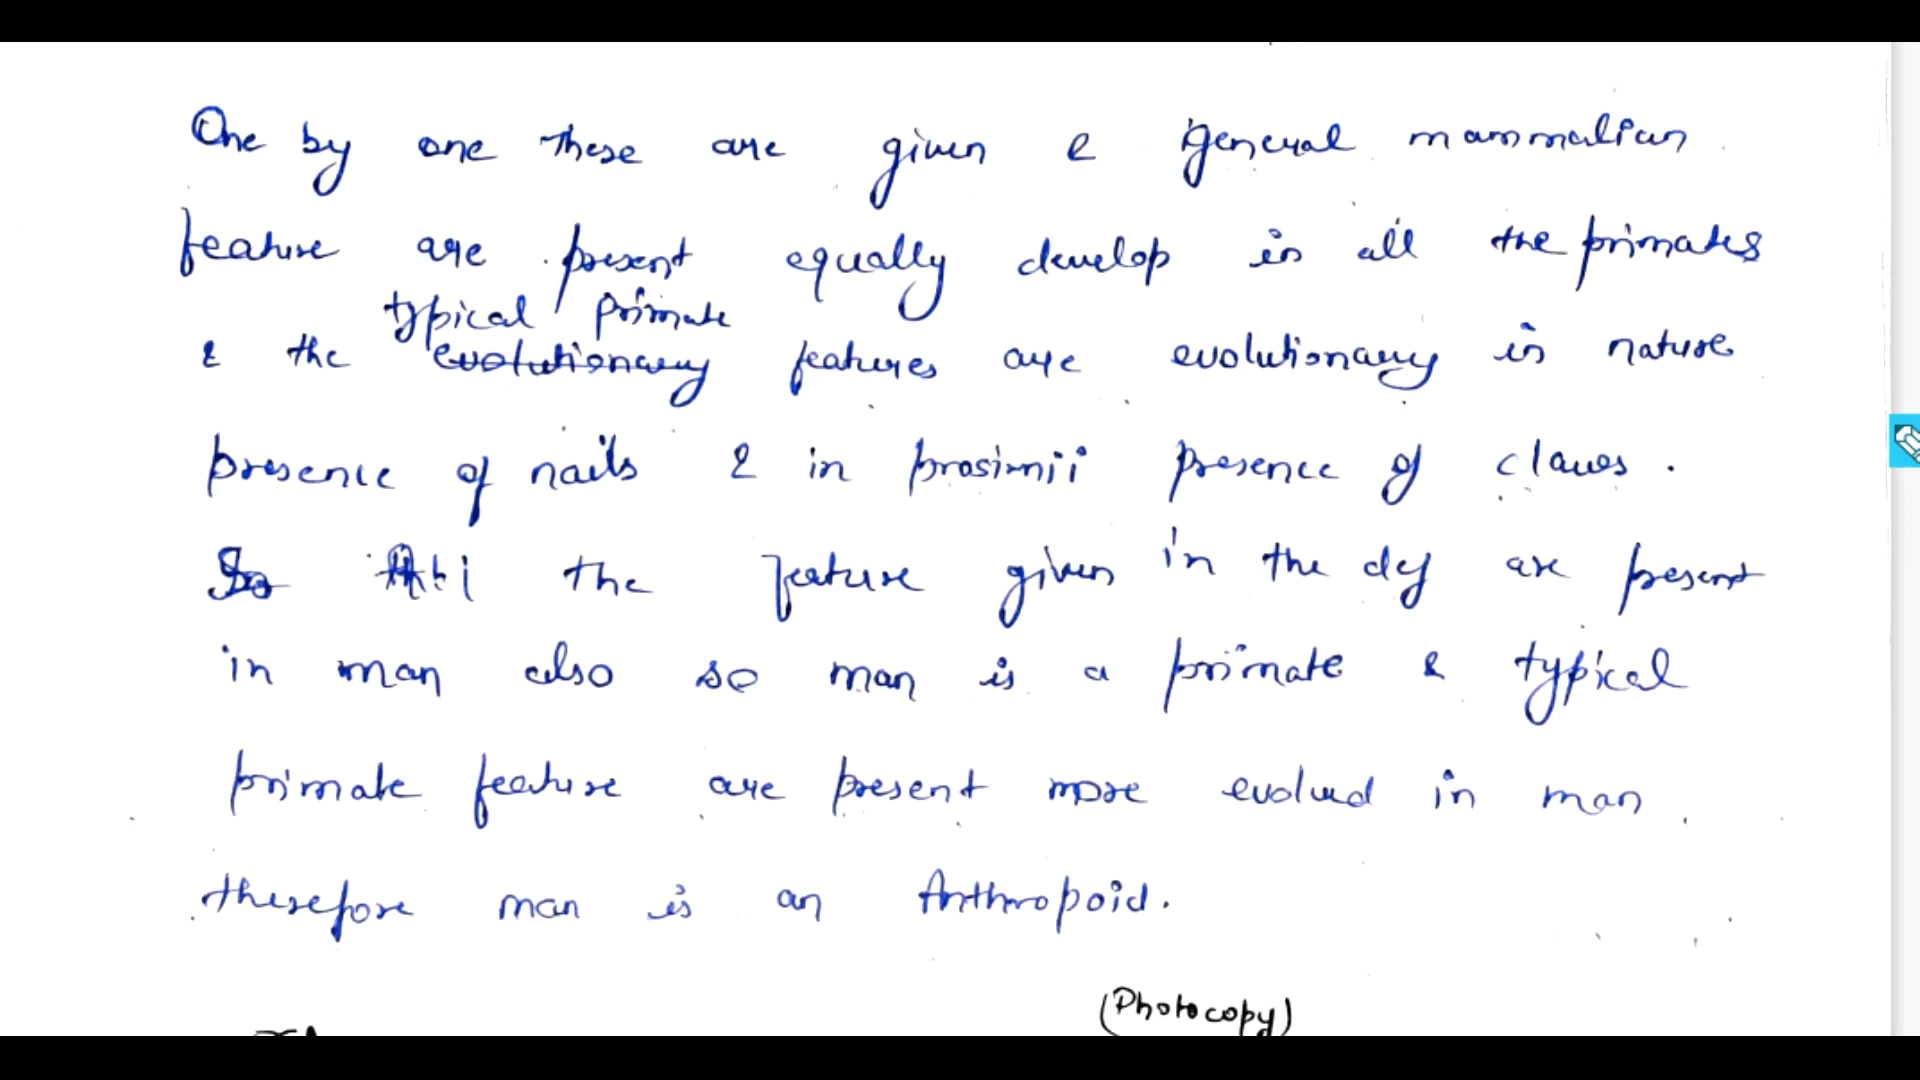 One by one these are given & general mammalian
feature are present equally develop in all the primates
typical primate
& the evolutionary features are evolutionary in nature
presence of nails & in prosimii presence of claws.
So All the feature given in the def are present
in man also so man is a primate & typical
primate feature are present more evolved in man
therefore man is an Anthropoid.
(Photocopy)